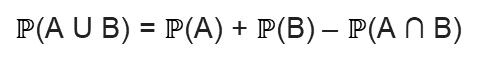 ℙ(A ∪ B) = ℙ(A) + ℙ(B) – ℙ(A ∩ B)